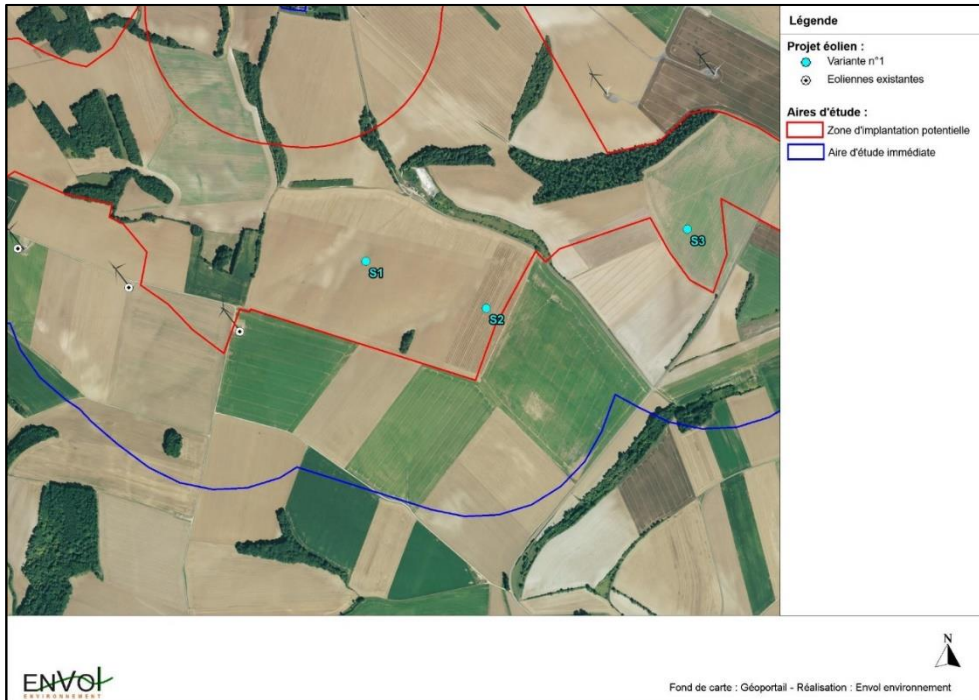 Légende
Projet éolien :
Variante n°1
Eoliennes existantes
Aires d'étude :
Zone d'implantation potentielle
Aire d'étude immédiate
S1
S2
S3
N
ENVOl
ENVIRONNEMENT
Fond de carte : Géoportail - Réalisation : Envol environnement